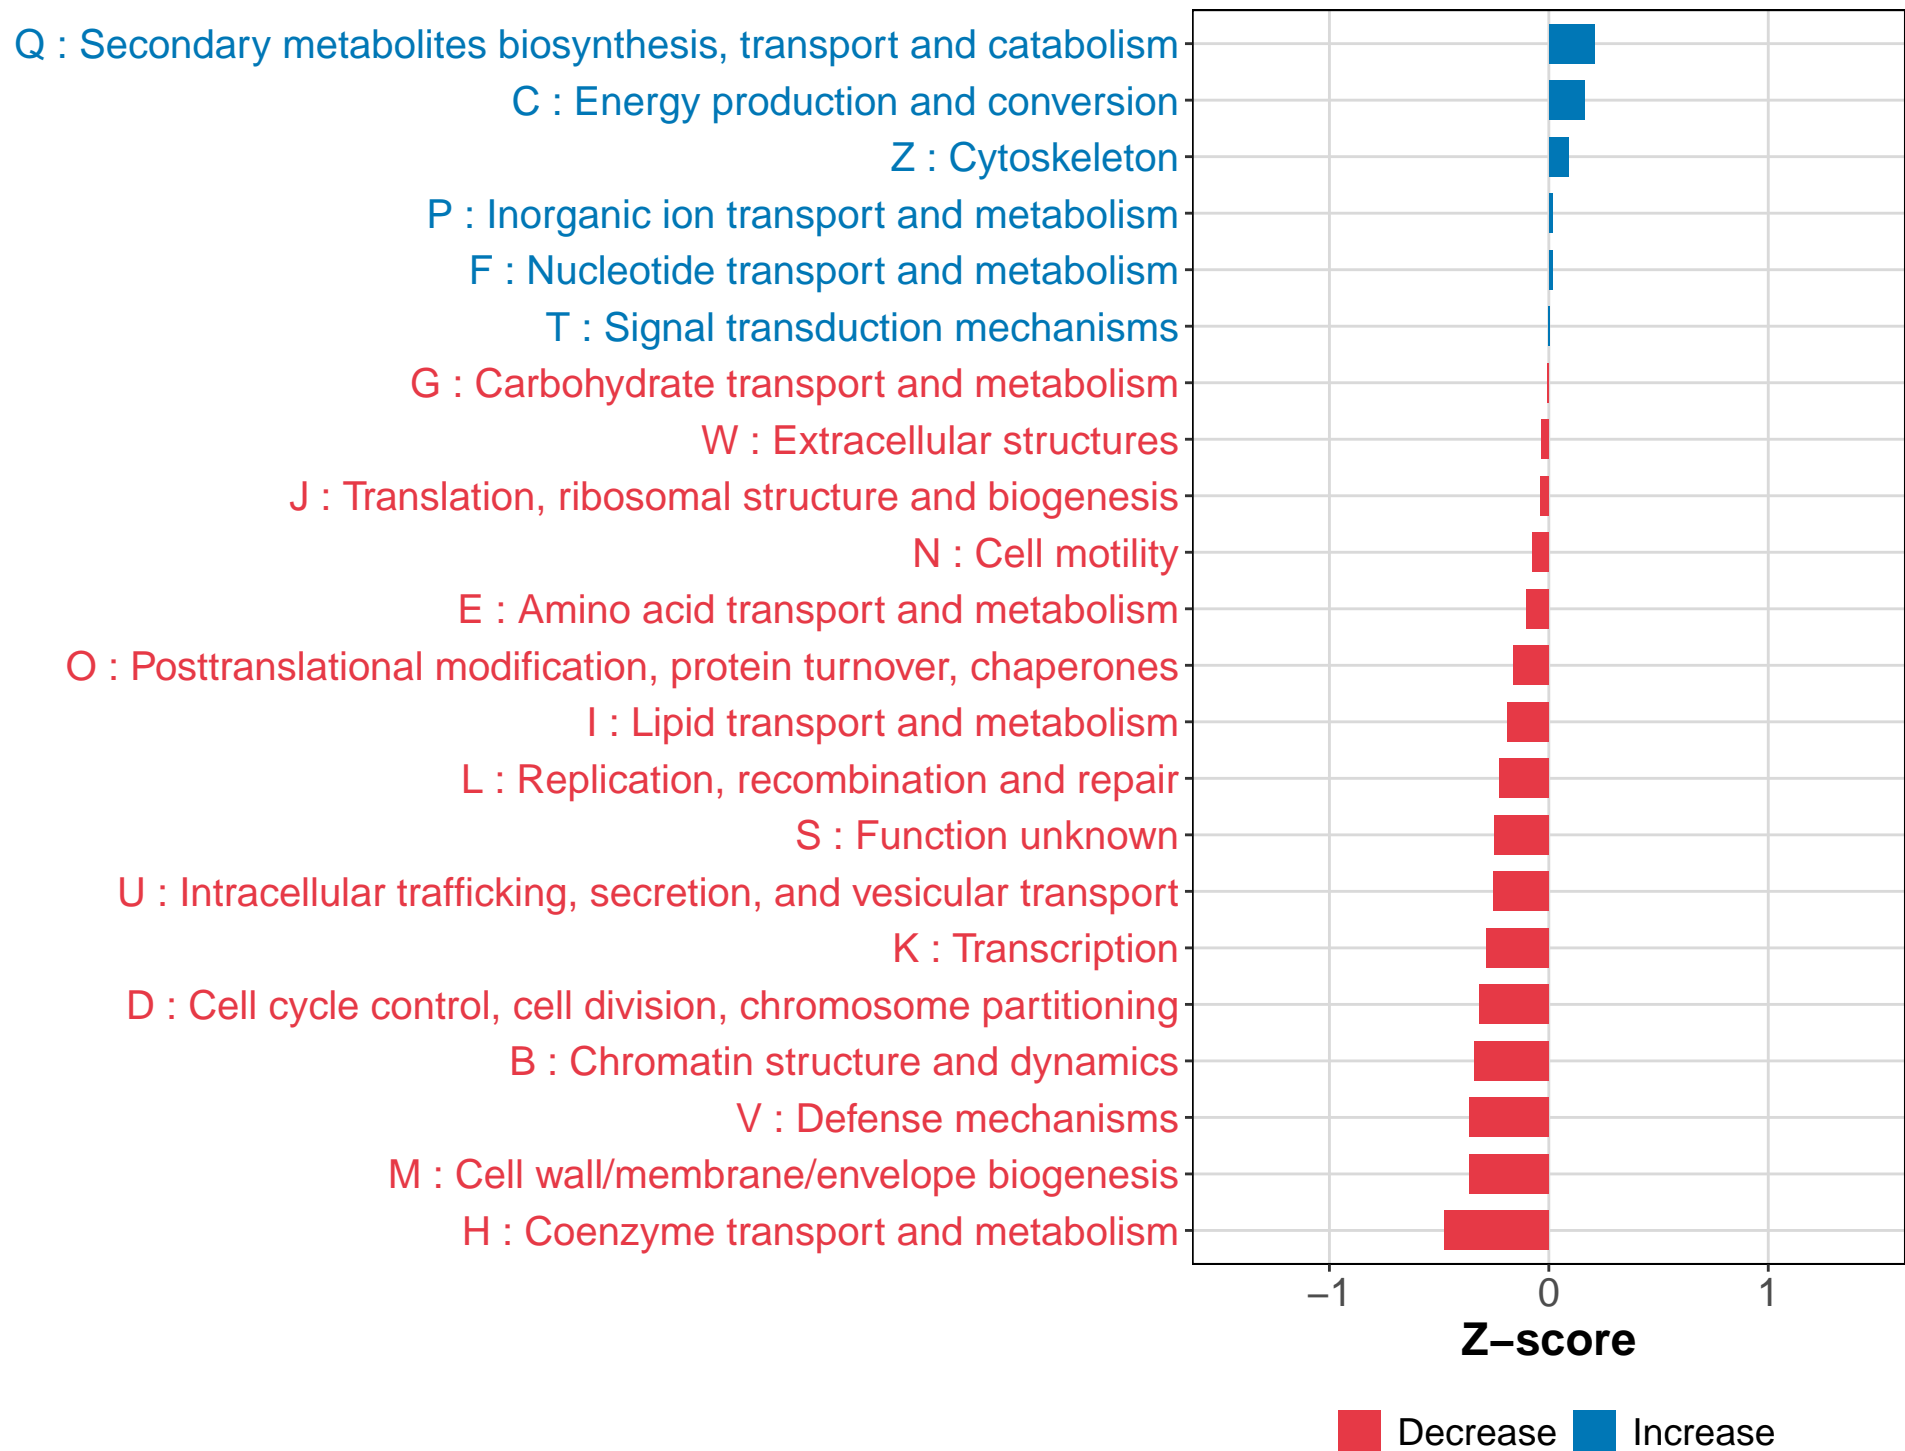 Q : Secondary metabolites biosynthesis, transport and catabolism
C : Energy production and conversion
Z : Cytoskeleton
P : Inorganic ion transport and metabolism
F : Nucleotide transport and metabolism
T : Signal transduction mechanisms
G : Carbohydrate transport and metabolism
W : Extracellular structures
J : Translation, ribosomal structure and biogenesis
N : Cell motility
E : Amino acid transport and metabolism
O : Posttranslational modification, protein turnover, chaperones
I : Lipid transport and metabolism
L : Replication, recombination and repair
S : Function unknown
U : Intracellular trafficking, secretion, and vesicular transport
K : Transcription
D : Cell cycle control, cell division, chromosome partitioning
B : Chromatin structure and dynamics
V : Defense mechanisms
M : Cell wall/membrane/envelope biogenesis
H : Coenzyme transport and metabolism
−1 0 1
Z−score
Decrease Increase